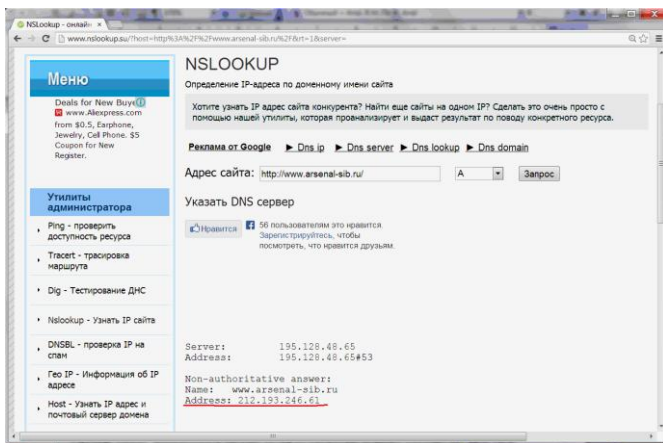 NSLookup - онлайн
www.nslookup.su/?host=http%3A%2F%2Fwww.arsenal-sib.ru%2F&rt=1&server=
Меню
Deals for New Buye
www.Aliexpress.com
from $0.5, Earphone,
Jewelry, Cell Phone. $5
Coupon for New
Register.
Утилиты
администратора
Ping - проверить
доступность ресурса
Tracert - трасировка
маршрута
Dig - Тестирование ДНС
Nslookup - Узнать IP сайта
DNSBL - проверка IP на
спам
Гео IP - Информация об IP
адресе
Host - Узнать IP адрес и
почтовый сервер домена
NSLOOKUP
Определение IP-адреса по доменному имени сайта
Хотите узнать IP адрес сайта конкурента? Найти еще сайты на одном IP? Сделать это очень просто с
помощью нашей утилиты, которая проанализирует и выдаст результат по поводу конкретного ресурса.
Реклама от Google Dns ip Dns server Dns lookup Dns domain
Адрес сайта: http://www.arsenal-sib.ru/ A Запрос
Указать DNS сервер
Нравится 56 пользователям это нравится.
Зарегистрируйтесь, чтобы
посмотреть, что нравится друзьям.
Server: 195.128.48.65
Address: 195.128.48.65#53
Non-authoritative answer:
Name: www.arsenal-sib.ru
Address: 212.193.246.61